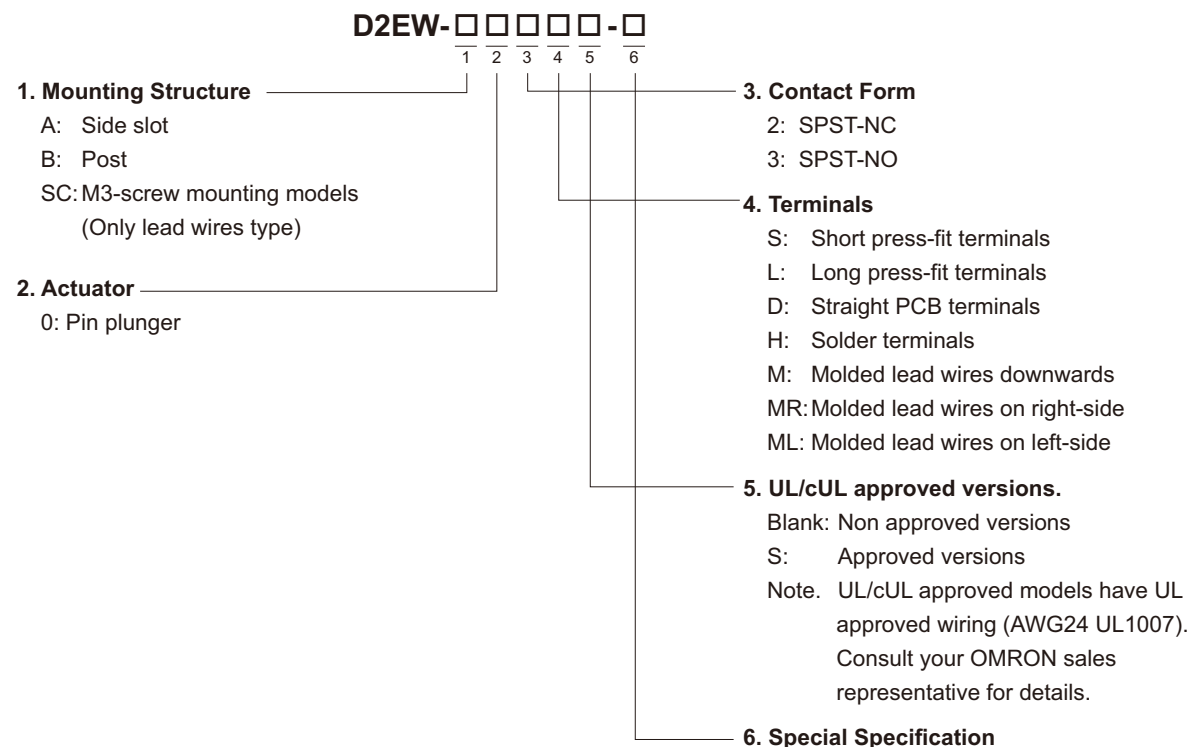 D2EW-□ □ □ □ □ - □
1 2 3 4 5 6
1. Mounting Structure
A: Side slot
B: Post
SC: M3-screw mounting models
(Only lead wires type)
2. Actuator
0: Pin plunger
3. Contact Form
2: SPST-NC
3: SPST-NO
4. Terminals
S: Short press-fit terminals
L: Long press-fit terminals
D: Straight PCB terminals
H: Solder terminals
M: Molded lead wires downwards
MR: Molded lead wires on right-side
ML: Molded lead wires on left-side
5. UL/cUL approved versions.
Blank: Non approved versions
S: Approved versions
Note. UL/cUL approved models have UL
approved wiring (AWG24 UL1007).
Consult your OMRON sales
representative for details.
6. Special Specification